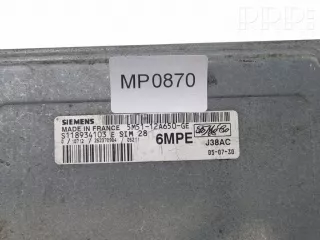 MP0870
SIEMENS
MADE IN FRANCE 5M51-12A650-GE
S118934103 E SIM 28
6MPE
J38AC
05-07-30